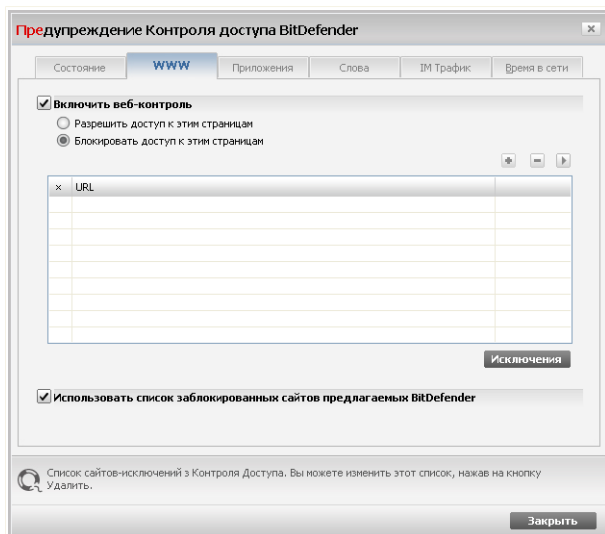 Предупреждение Контроля доступа BitDefender
Состояние WWW Приложения Слова IM Трафик Время в сети
Включить веб-контроль
Разрешить доступ к этим страницам
Блокировать доступ к этим страницам
× URL
Исключения
Использовать список заблокированных сайтов предлагаемых BitDefender
Список сайтов-исключений з Контроля Доступа. Вы можете изменить этот список, нажав на кнопку
Удалить.
Закрыть